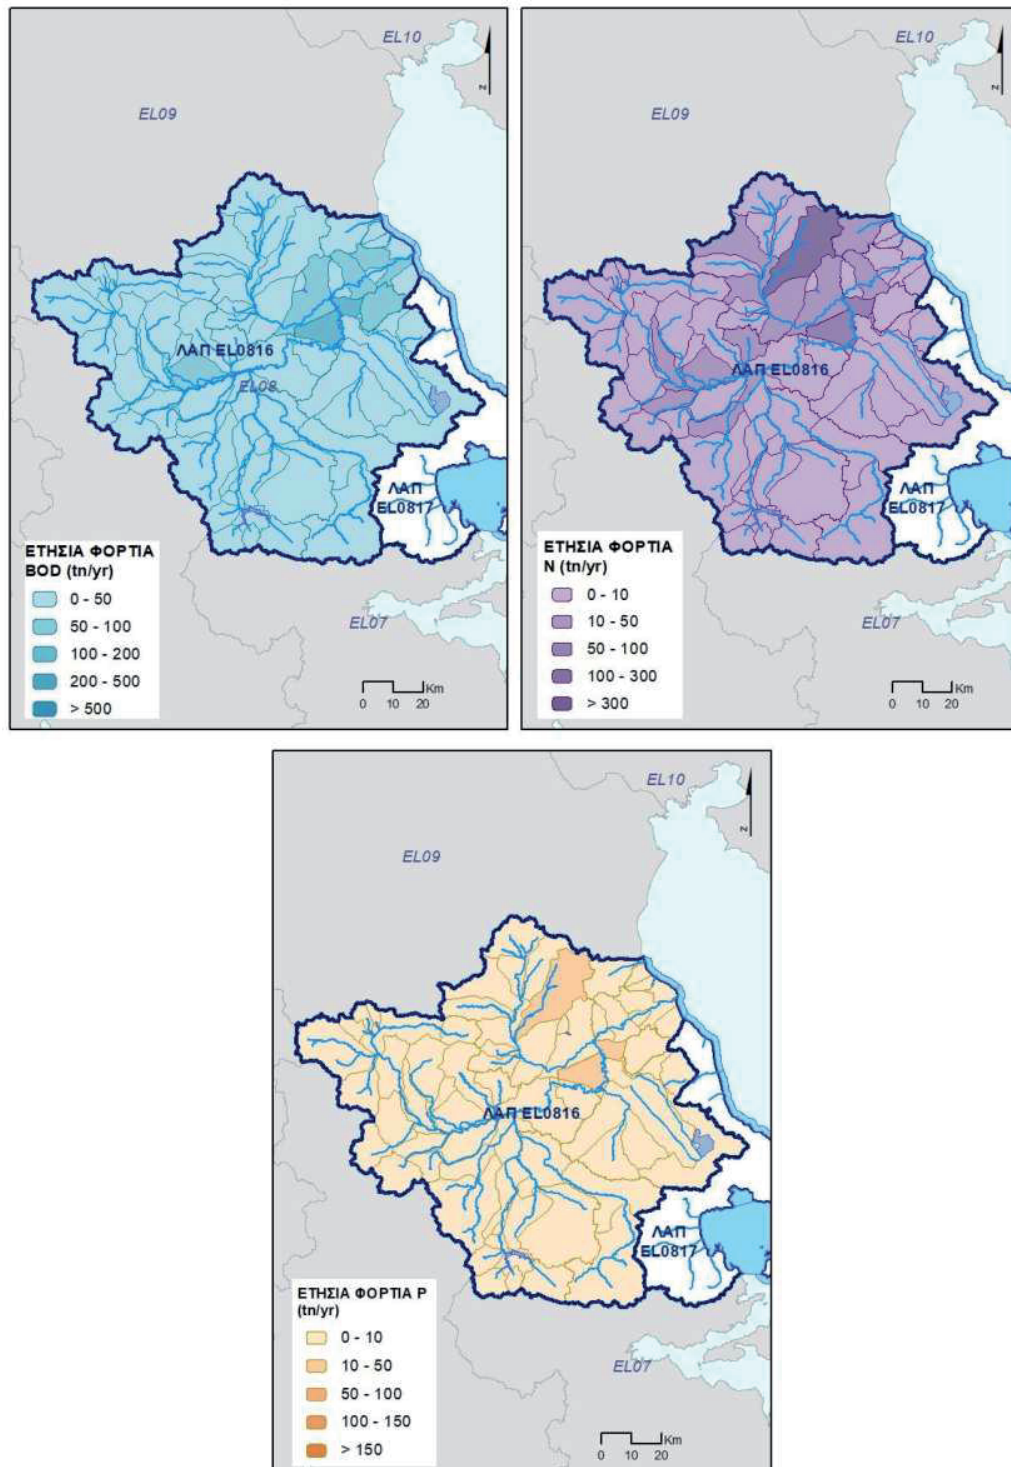 EL10
N
EL09
ΛΑΠ EL0816
EL08
ΛΑΠ
EL0817
ΕΤΗΣΙΑ ΦΟΡΤΙΑ
BOD (tn/yr)
0 - 50
50 - 100
100 - 200
200 - 500
> 500
EL07
Km
0 10 20
EL10
N
EL09
ΛΑΠ EL0816
ΛΑΠ
EL0817
ΕΤΗΣΙΑ ΦΟΡΤΙΑ
N (tn/yr)
0 - 10
10 - 50
50 - 100
100 - 300
> 300
EL07
Km
0 10 20
EL10
N
EL09
ΛΑΠ EL0816
ΛΑΠ
EL0817
ΕΤΗΣΙΑ ΦΟΡΤΙΑ P
(tn/yr)
0 - 10
10 - 50
50 - 100
100 - 150
> 150
EL07
Km
0 10 20